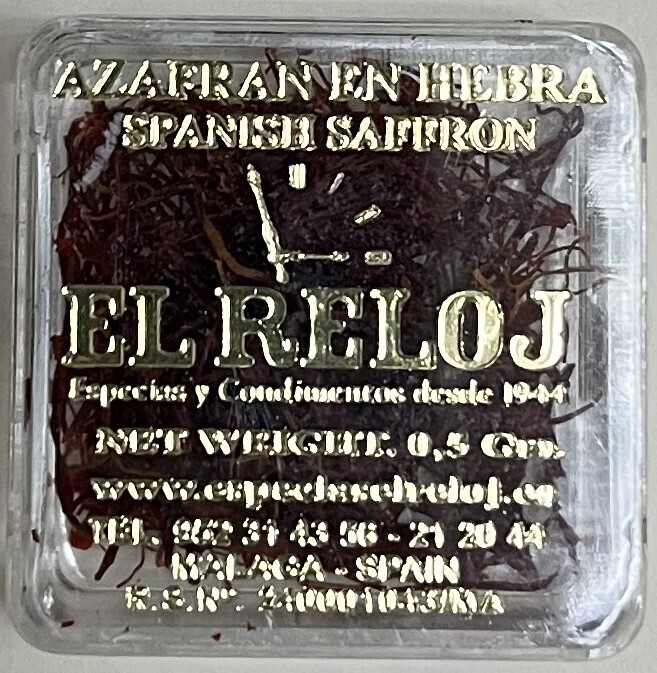 AZAFRAN EN HEBRA
SPANISH SAFFRON
EL RELOJ
Especias y Condimentos desde 1944
NET WEIGHT. 0,5 Grs.
www.especiaselreloj.es
TEL. 952 31 43 56 - 21 20 44
MALAGA - SPAIN
R.S.Nº.